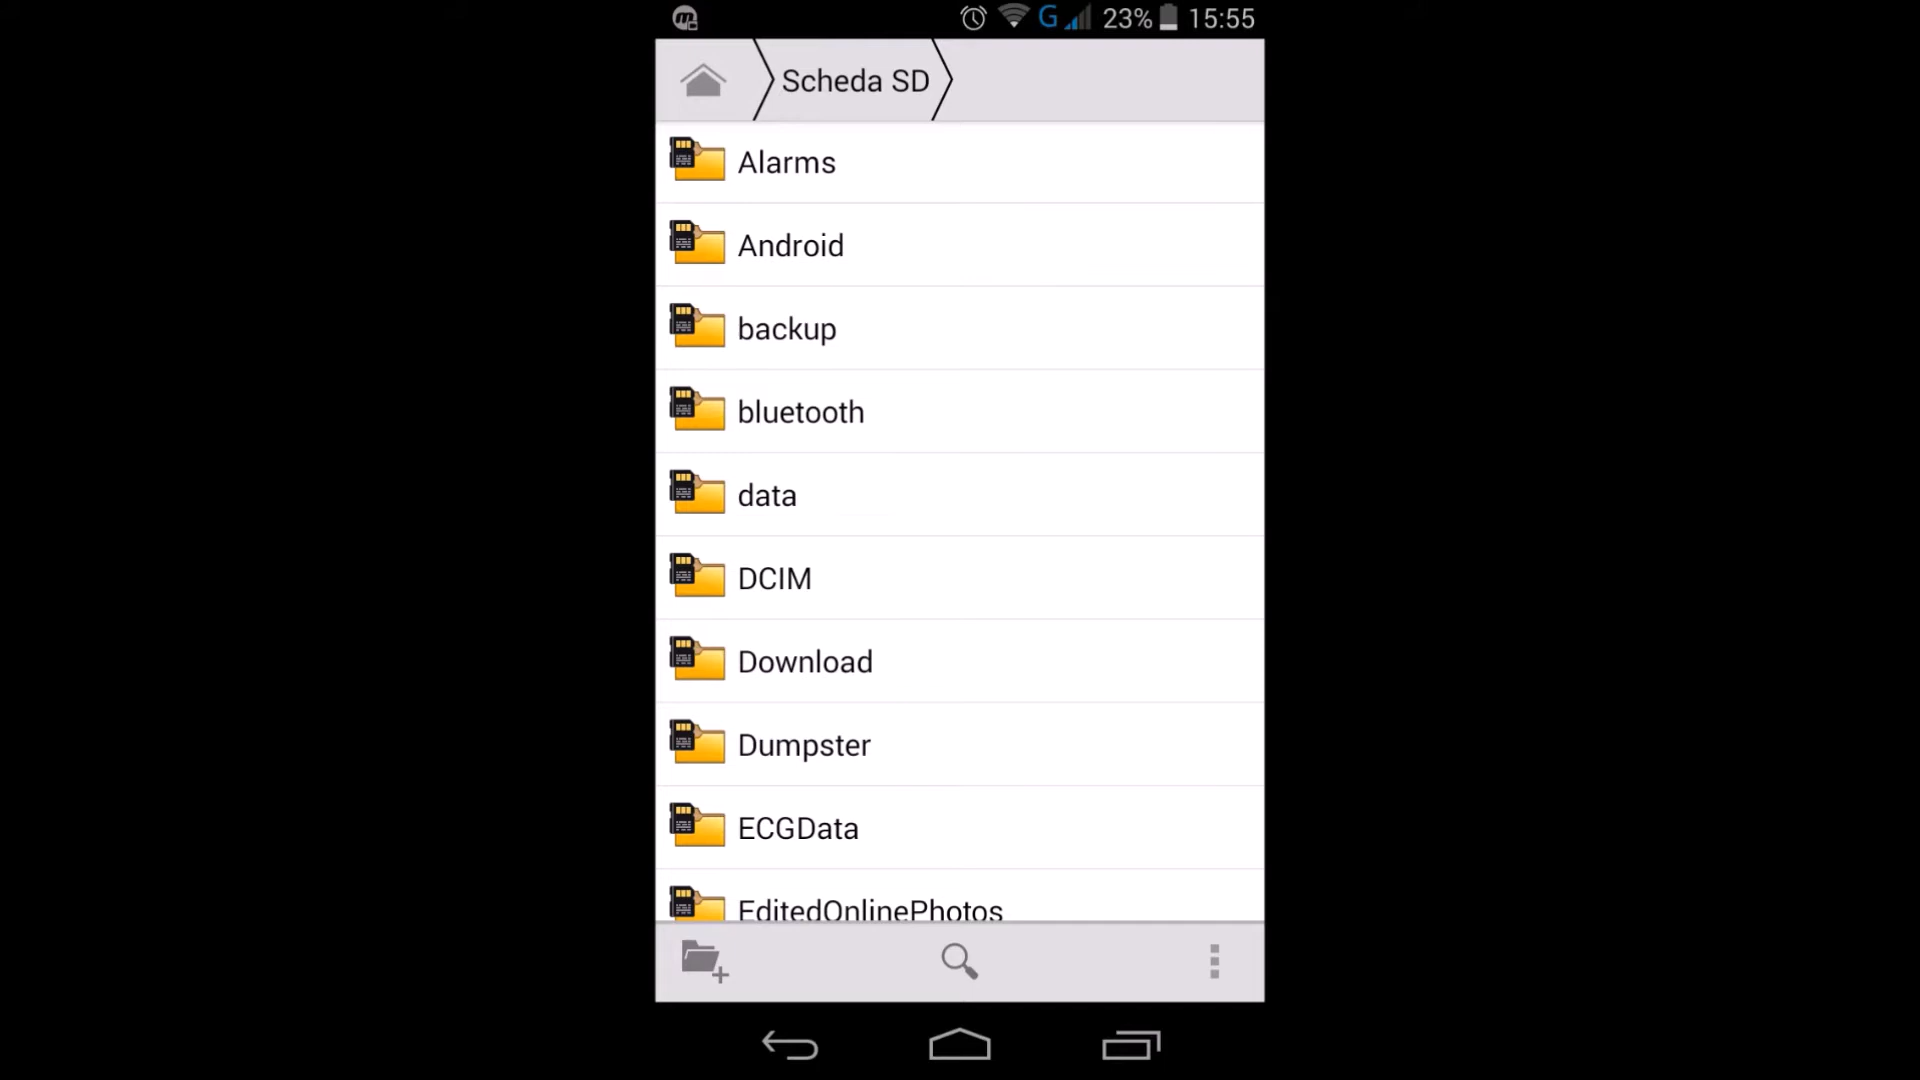 G 23% 15:55
Scheda SD
Alarms
Android
backup
bluetooth
data
DCIM
Download
Dumpster
ECGData
EditedOnlinePhotos